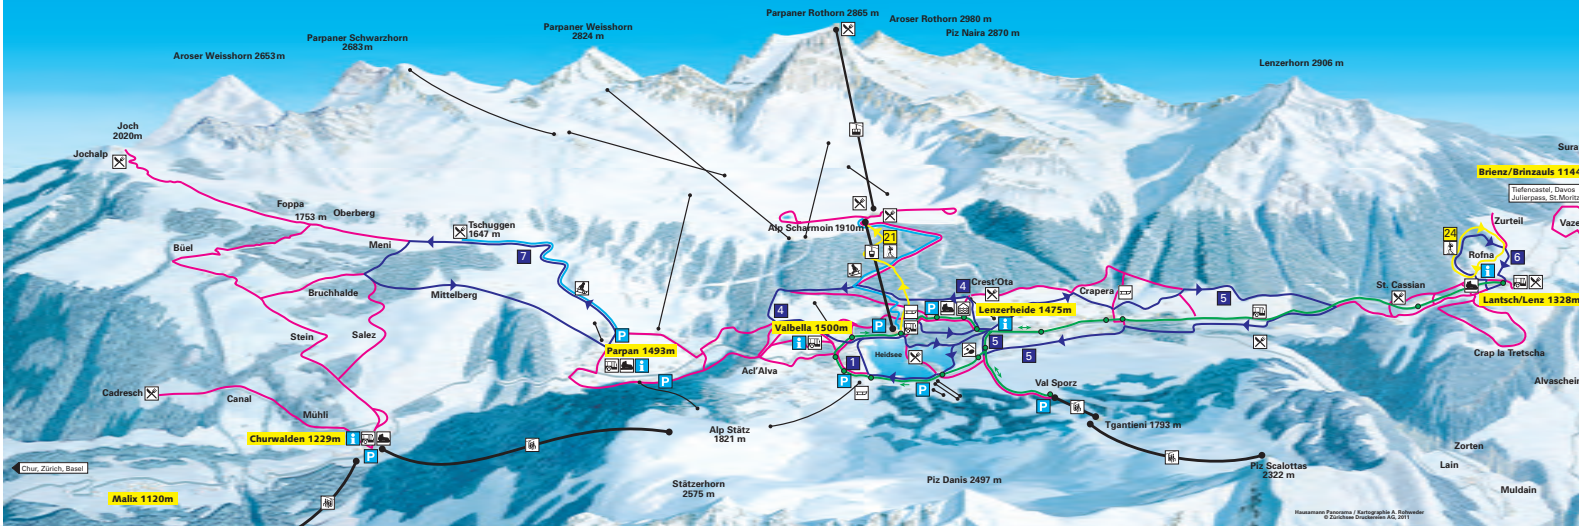 Parpaner Rothorn 2865 m
Aroser Rothorn 2980 m
Parpaner Weisshorn
2824 m
Piz Naira 2870 m
Parpaner Schwarzhorn
2683 m
Aroser Weisshorn 2653 m
Lenzerhorn 2906 m
Joch
2020m
Jochalp
Sura
Brienz/Brinzauls 1144
Tiefencastel, Davos
Julierpass, St.Moritz
Foppa
1753 m
Oberberg
Tschuggen
1647 m
Alp Scharmoin 1910m
21
Zurteil
Vaze
24
Büel
Meni
7
Rofna
6
Crest'Ota
4
Crapera
5
St. Cassian
Lantsch/Lenz 1328m
Bruchhalde
Mittelberg
4
Lenzerheide 1475m
P
P
i
Valbella 1500m
i
Stein
Salez
P
Parpan 1493m
i
P
Acl'Alva
1
Heidsee
5
5
Crap la Tretscha
P
P
Val Sporz
P
Alvaschein
Cadresch
Canal
Mühli
Churwalden 1229m
i
P
Alp Stätz
1821 m
Tgantieni 1793 m
Zorten
Lain
Chur, Zürich, Basel
Piz Scalottas
2322 m
Malix 1120m
Stätzerhorn
2575 m
Piz Danis 2497 m
Muldain
Hausamann Panorama / Kartographie A. Rohweder
© Zürichsee Druckereien AG, 2011